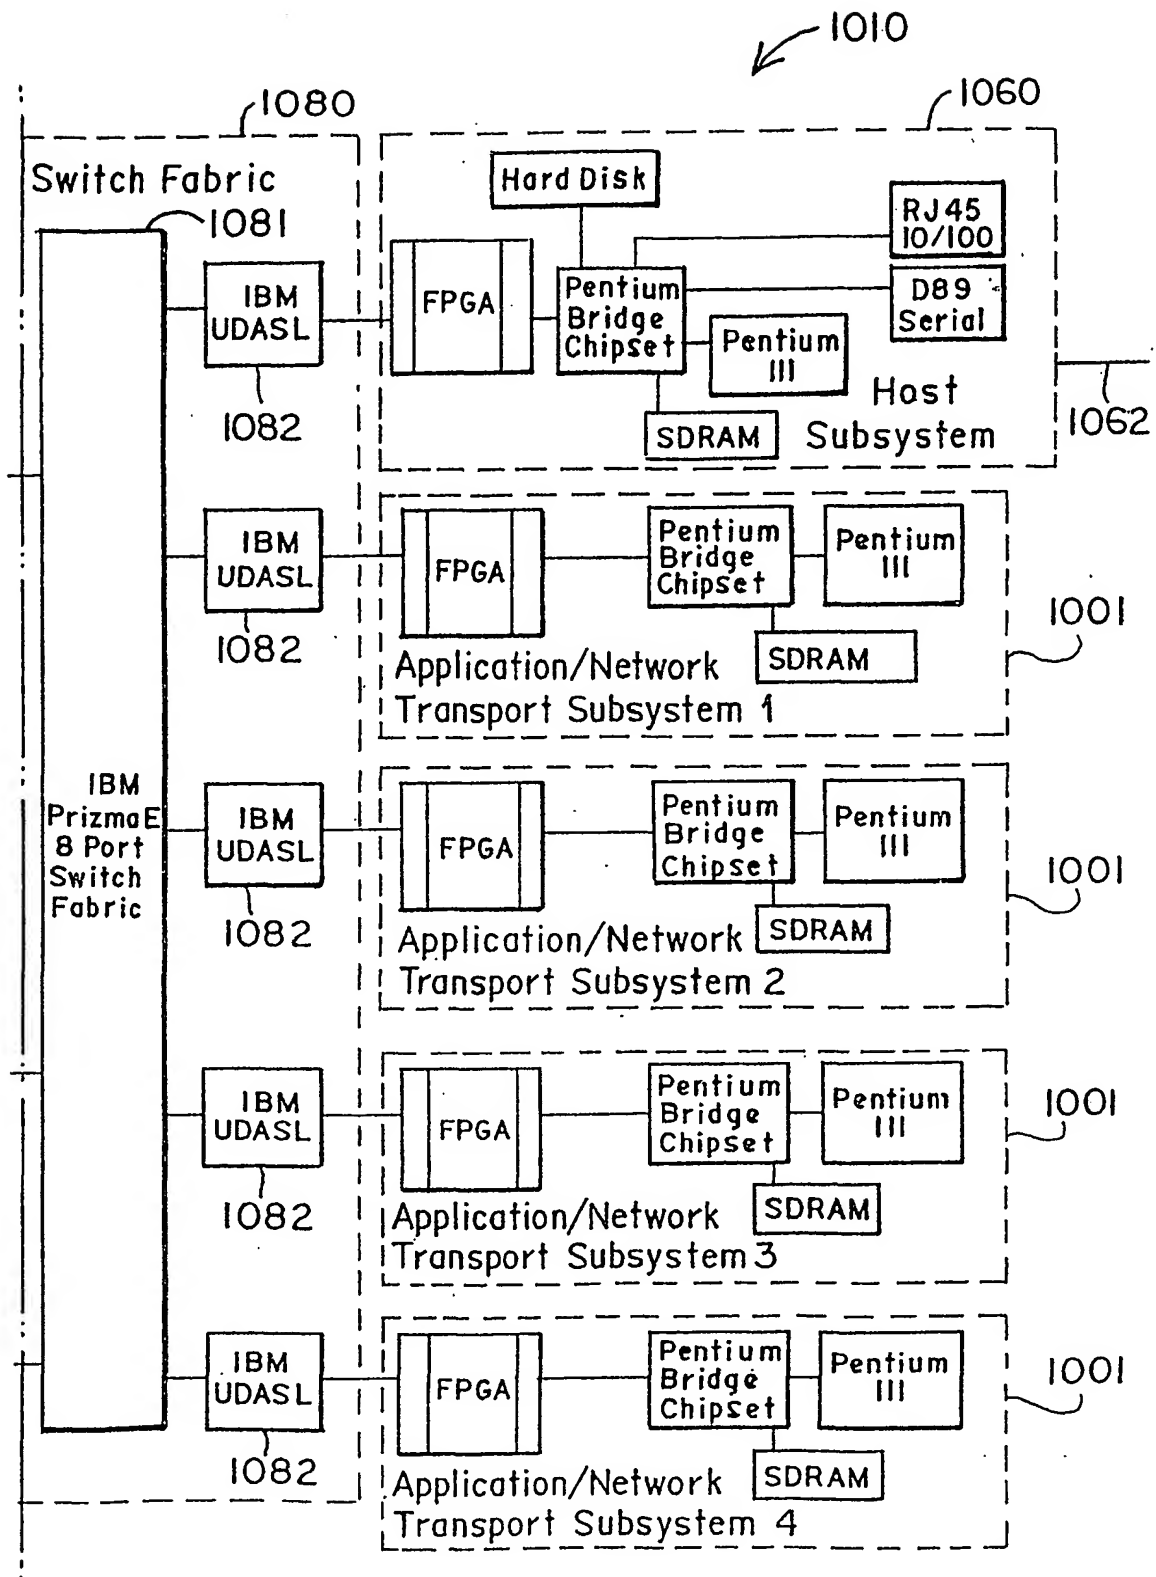 1010
1080
1060
Switch Fabric
1081
Hard Disk
RJ45
10/100
IBM
UDASL
FPGA
Pentium
Bridge
Chipset
D89
Serial
Pentium
III
1082
SDRAM
Host
Subsystem
1062
IBM
UDASL
1082
FPGA
Pentium
Bridge
Chipset
Pentium
III
SDRAM
1001
Application/Network
Transport Subsystem 1
IBM
PrizmaE
8 Port
Switch
Fabric
IBM
UDASL
1082
FPGA
Pentium
Bridge
Chipset
Pentium
III
SDRAM
1001
Application/Network
Transport Subsystem 2
IBM
UDASL
1082
FPGA
Pentium
Bridge
Chipset
Pentium
III
SDRAM
1001
Application/Network
Transport Subsystem 3
IBM
UDASL
1082
FPGA
Pentium
Bridge
Chipset
Pentium
III
SDRAM
1001
Application/Network
Transport Subsystem 4